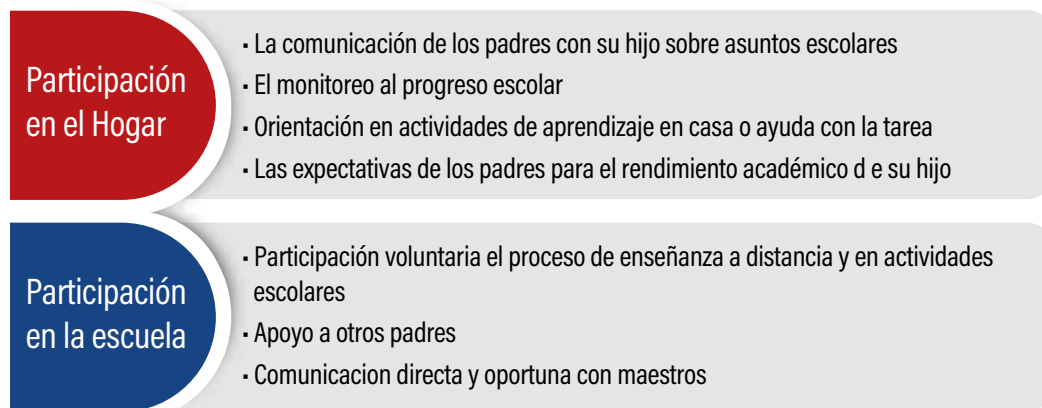 Participación
en el Hogar
· La comunicación de los padres con su hijo sobre asuntos escolares
· El monitoreo al progreso escolar
· Orientación en actividades de aprendizaje en casa o ayuda con la tarea
· Las expectativas de los padres para el rendimiento académico d e su hijo
Participación
en la escuela
· Participación voluntaria el proceso de enseñanza a distancia y en actividades
escolares
· Apoyo a otros padres
· Comunicacion directa y oportuna con maestros